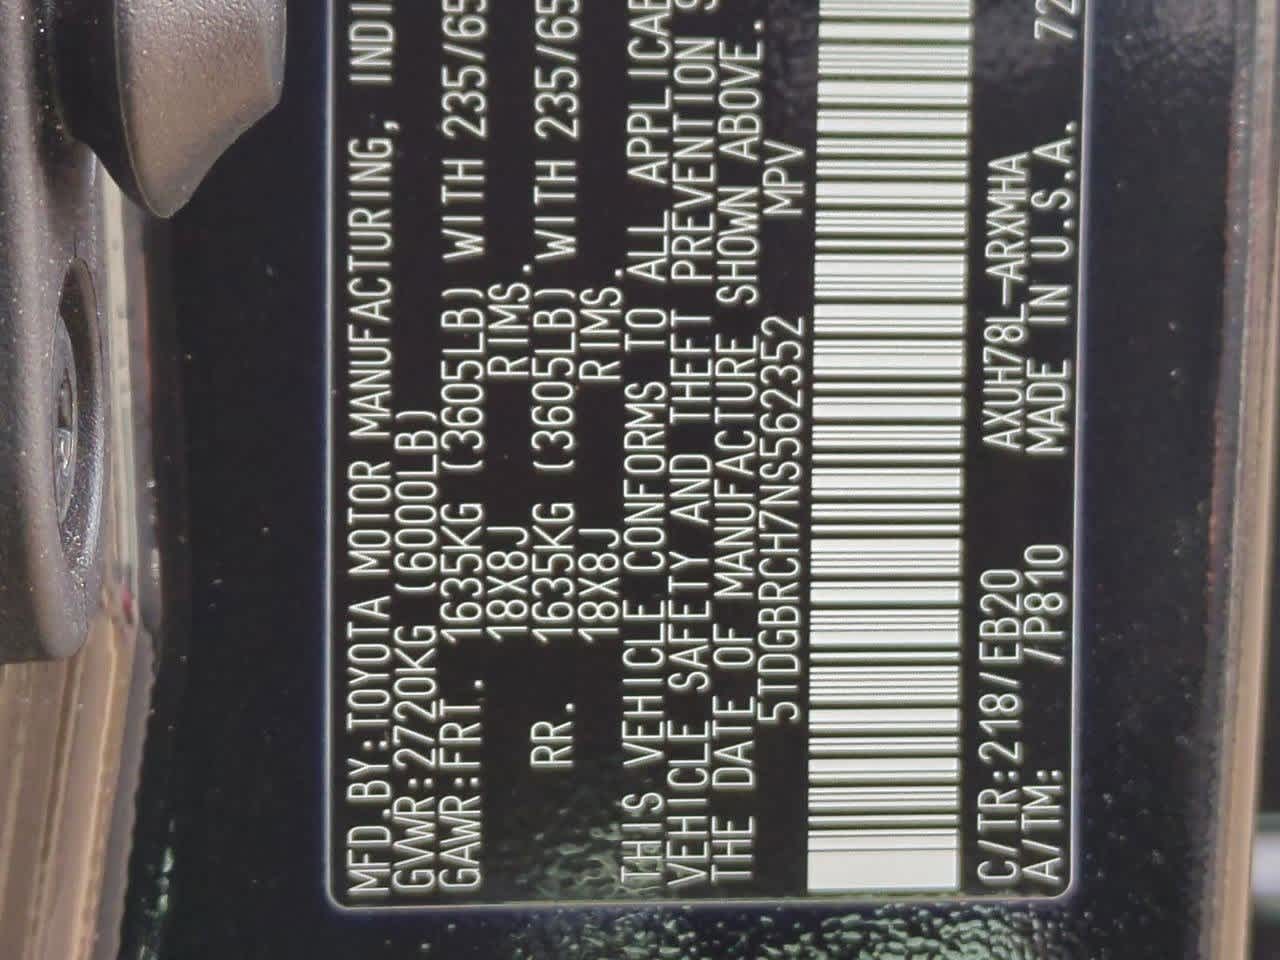 MFD.BY:TOYOTA MOTOR MANUFACTURING, INDI
GVWR:2720KG (6000LB)
GAWR:FRT. 1635KG (3605LB) WITH 235/65
18X8J RIMS.
RR. 1635KG (3605LB) WITH 235/65
18X8J RIMS.
THIS VEHICLE CONFORMS TO ALL APPLICAB
VEHICLE SAFETY AND THEFT PREVENTION S
THE DATE OF MANUFACTURE SHOWN ABOVE.
5TDGBRCH7NS562352 MPV
C/TR:218/EB20 AXUH78L-ARXMHA
A/TM: /P810 MADE IN U.S.A. 72